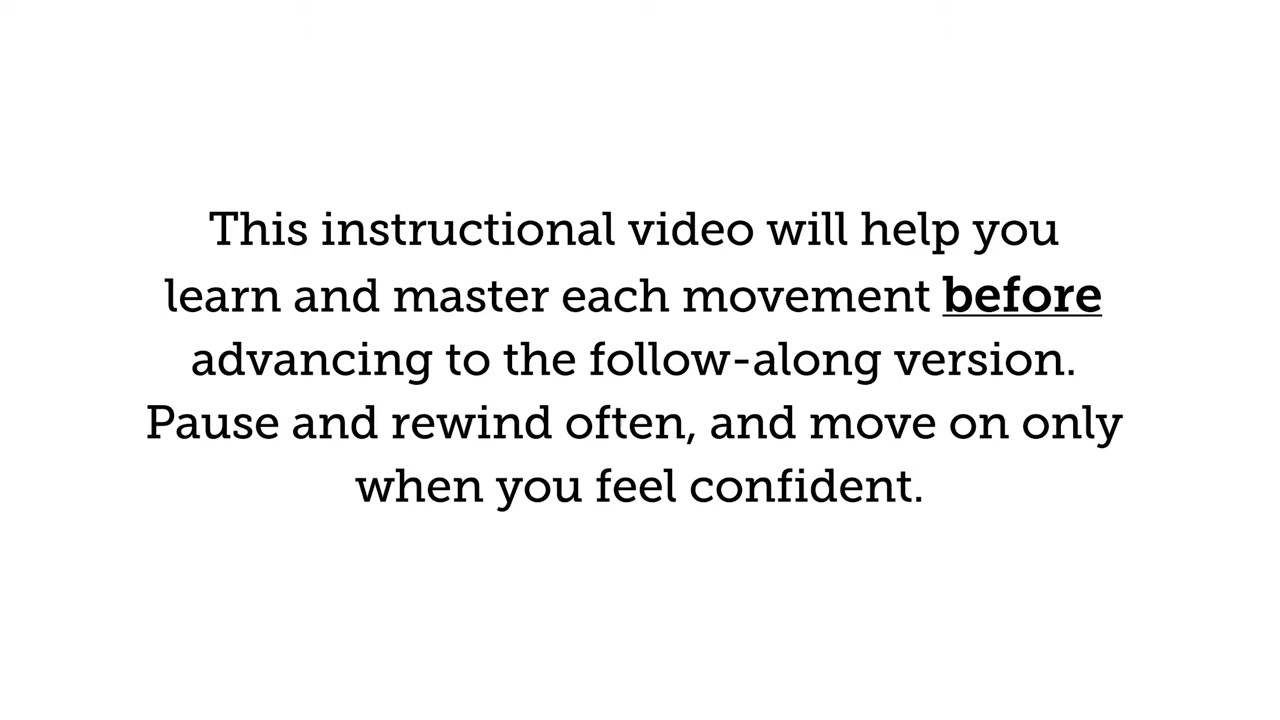 This instructional video will help you
learn and master each movement before
advancing to the follow-along version.
Pause and rewind often, and move on only
when you feel confident.